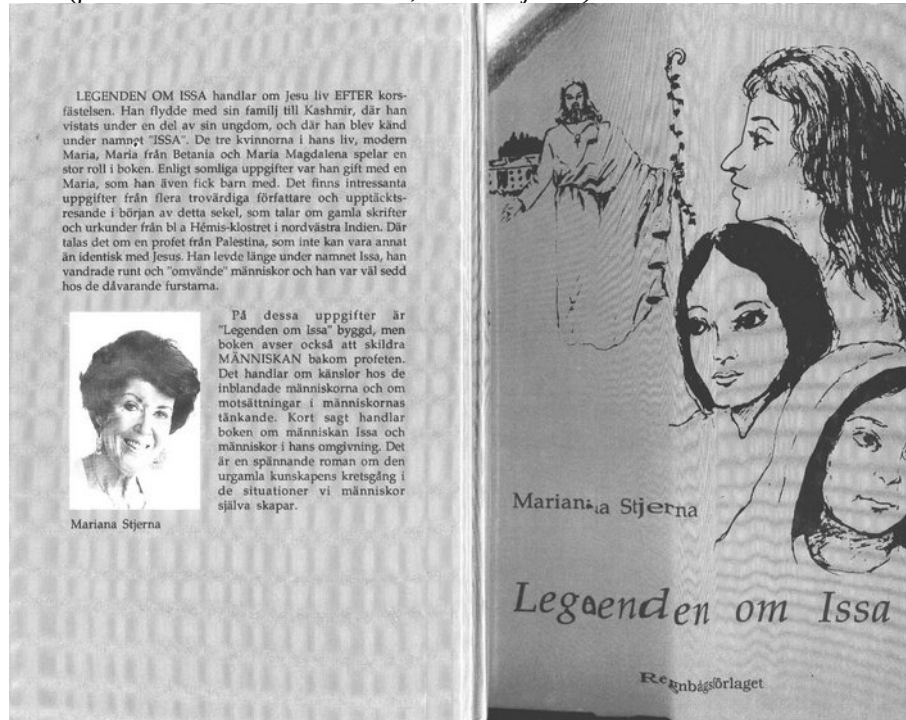 LEGENDEN OM ISSA handlar om Jesu liv EFTER kors-
fästelsen. Han flydde med sin familj till Kashmir, där han
vistats under en del av sin ungdom, och där han blev känd
under namnet "ISSA". De tre kvinnorna i hans liv, modern
Maria, Maria från Betania och Maria Magdalena spelar en
stor roll i boken. Enligt somliga uppgifter var han gift med en
Maria, som han även fick barn med. Det finns intressanta
uppgifter från flera trovärdiga författare och upptäckts-
resande i början av detta sekel, som talar om gamla skrifter
och urkunder från bl a Hémis-klostret i nordvästra Indien. Där
talas det om en profet från Palestina, som inte kan vara annat
än identisk med Jesus. Han levde länge under namnet Issa, han
vandrade runt och "omvände" människor och han var väl sedd
hos de dåvarande furstarna.
På dessa uppgifter är
"Legenden om Issa" byggd, men
boken avser också att skildra
MÄNNISKAN bakom profeten.
Det handlar om känslor hos de
inblandade människorna och om
motsättningar i människornas
tänkande. Kort sagt handlar
boken om människan Issa och
människor i hans omgivning. Det
är en spännande roman om den
urgamla kunskapens kretsgång i
de situationer vi människor
själva skapar.
Mariana Stjerna
Mariana Stjerna
Legenden om Issa
Regnbågsförlaget